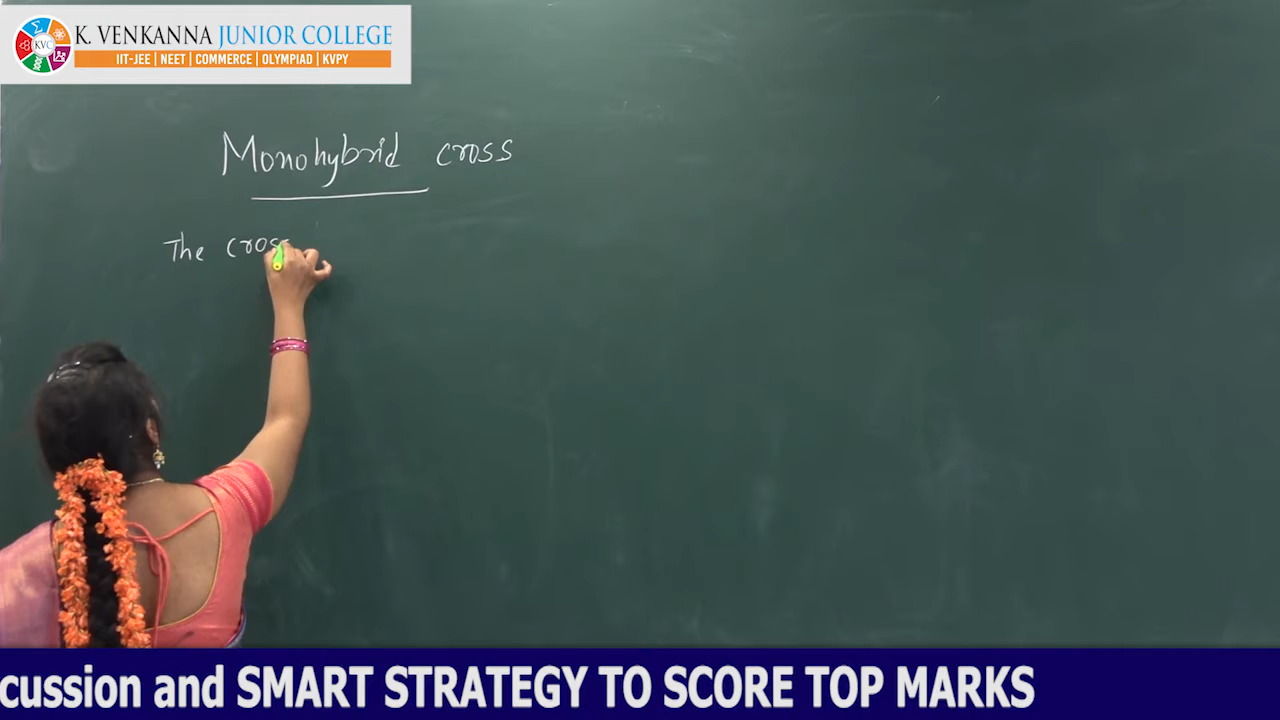 K. VENKANNA JUNIOR COLLEGE
KVC
IIT-JEE | NEET | COMMERCE | OLYMPIAD | KVPY
Monohybrid cross
The cross
cussion and SMART STRATEGY TO SCORE TOP MARKS